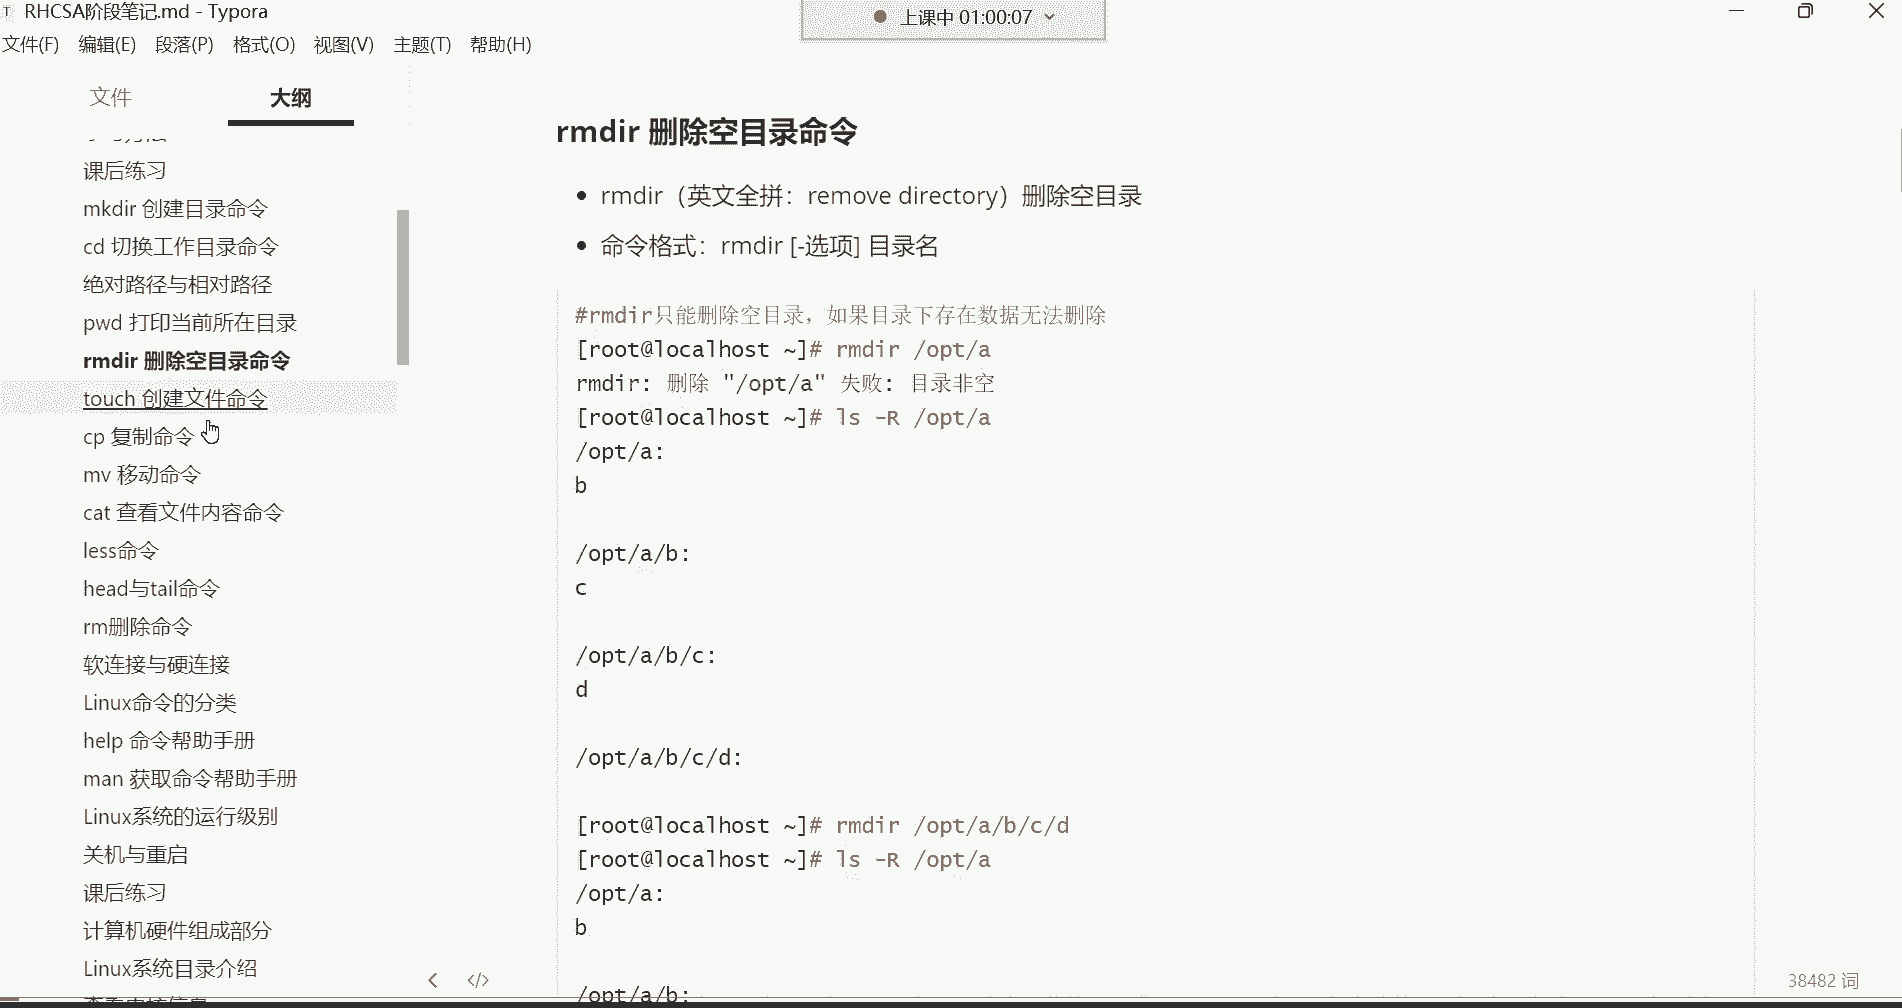 RHCSA阶段笔记.md - Typora
上课中 01:00:07
文件(F) 编辑(E) 段落(P) 格式(O) 视图(V) 主题(T) 帮助(H)
文件 大纲
课后练习
mkdir 创建目录命令
cd 切换工作目录命令
绝对路径与相对路径
pwd 打印当前所在目录
rmdir 删除空目录命令
touch 创建文件命令
cp 复制命令
mv 移动命令
cat 查看文件内容命令
less命令
head与tail命令
rm删除命令
软连接与硬连接
Linux命令的分类
help 命令帮助手册
man 获取命令帮助手册
Linux系统的运行级别
关机与重启
课后练习
计算机硬件组成部分
Linux系统目录介绍
rmdir 删除空目录命令
rmdir（英文全拼：remove directory）删除空目录
命令格式：rmdir [-选项] 目录名
#rmdir只能删除空目录，如果目录下存在数据无法删除
[root@localhost ~]# rmdir /opt/a
rmdir: 删除 "/opt/a" 失败: 目录非空
[root@localhost ~]# ls -R /opt/a
/opt/a:
b
/opt/a/b:
c
/opt/a/b/c:
d
/opt/a/b/c/d:
[root@localhost ~]# rmdir /opt/a/b/c/d
[root@localhost ~]# ls -R /opt/a
/opt/a:
b
/opt/a/b:
38482 词